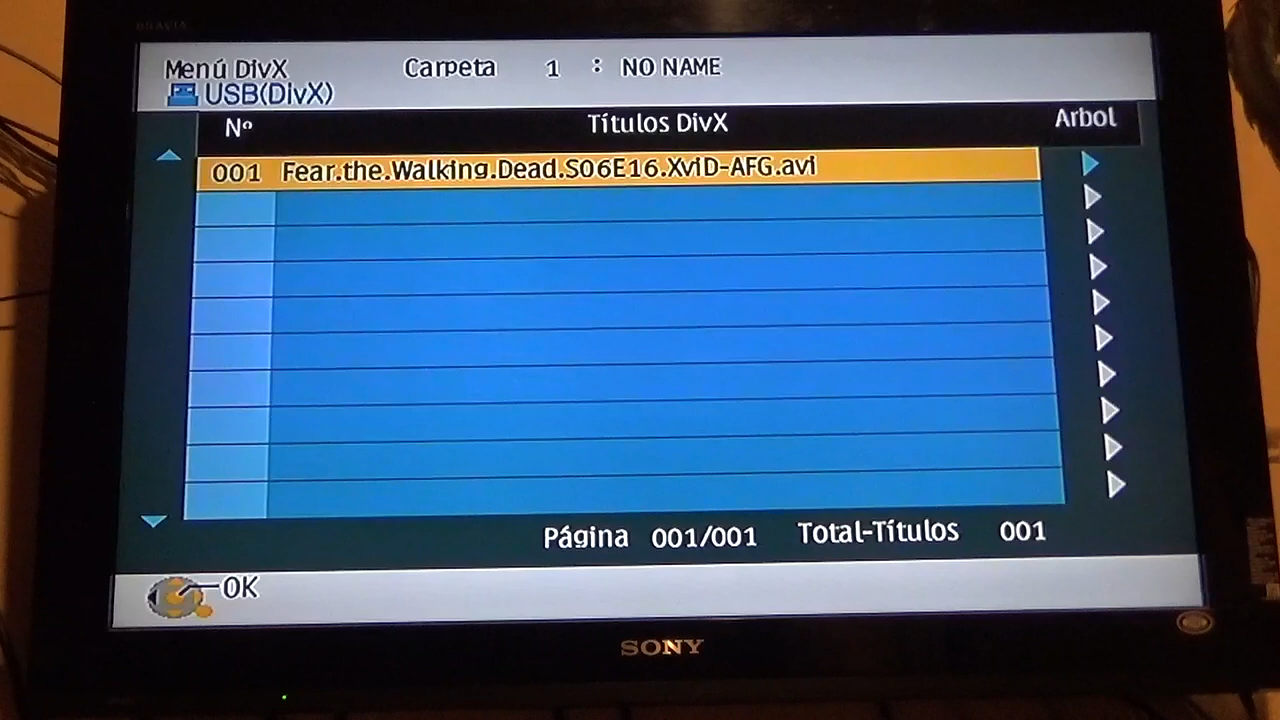 BRAVIA
Menú DivX
Carpeta 1 : NO NAME
USB(DivX)
Nº Títulos DivX Arbol
001 Fear.the.Walking.Dead.S06E16.XviD-AFG.avi
Página 001/001 Total-Títulos 001
OK
SONY